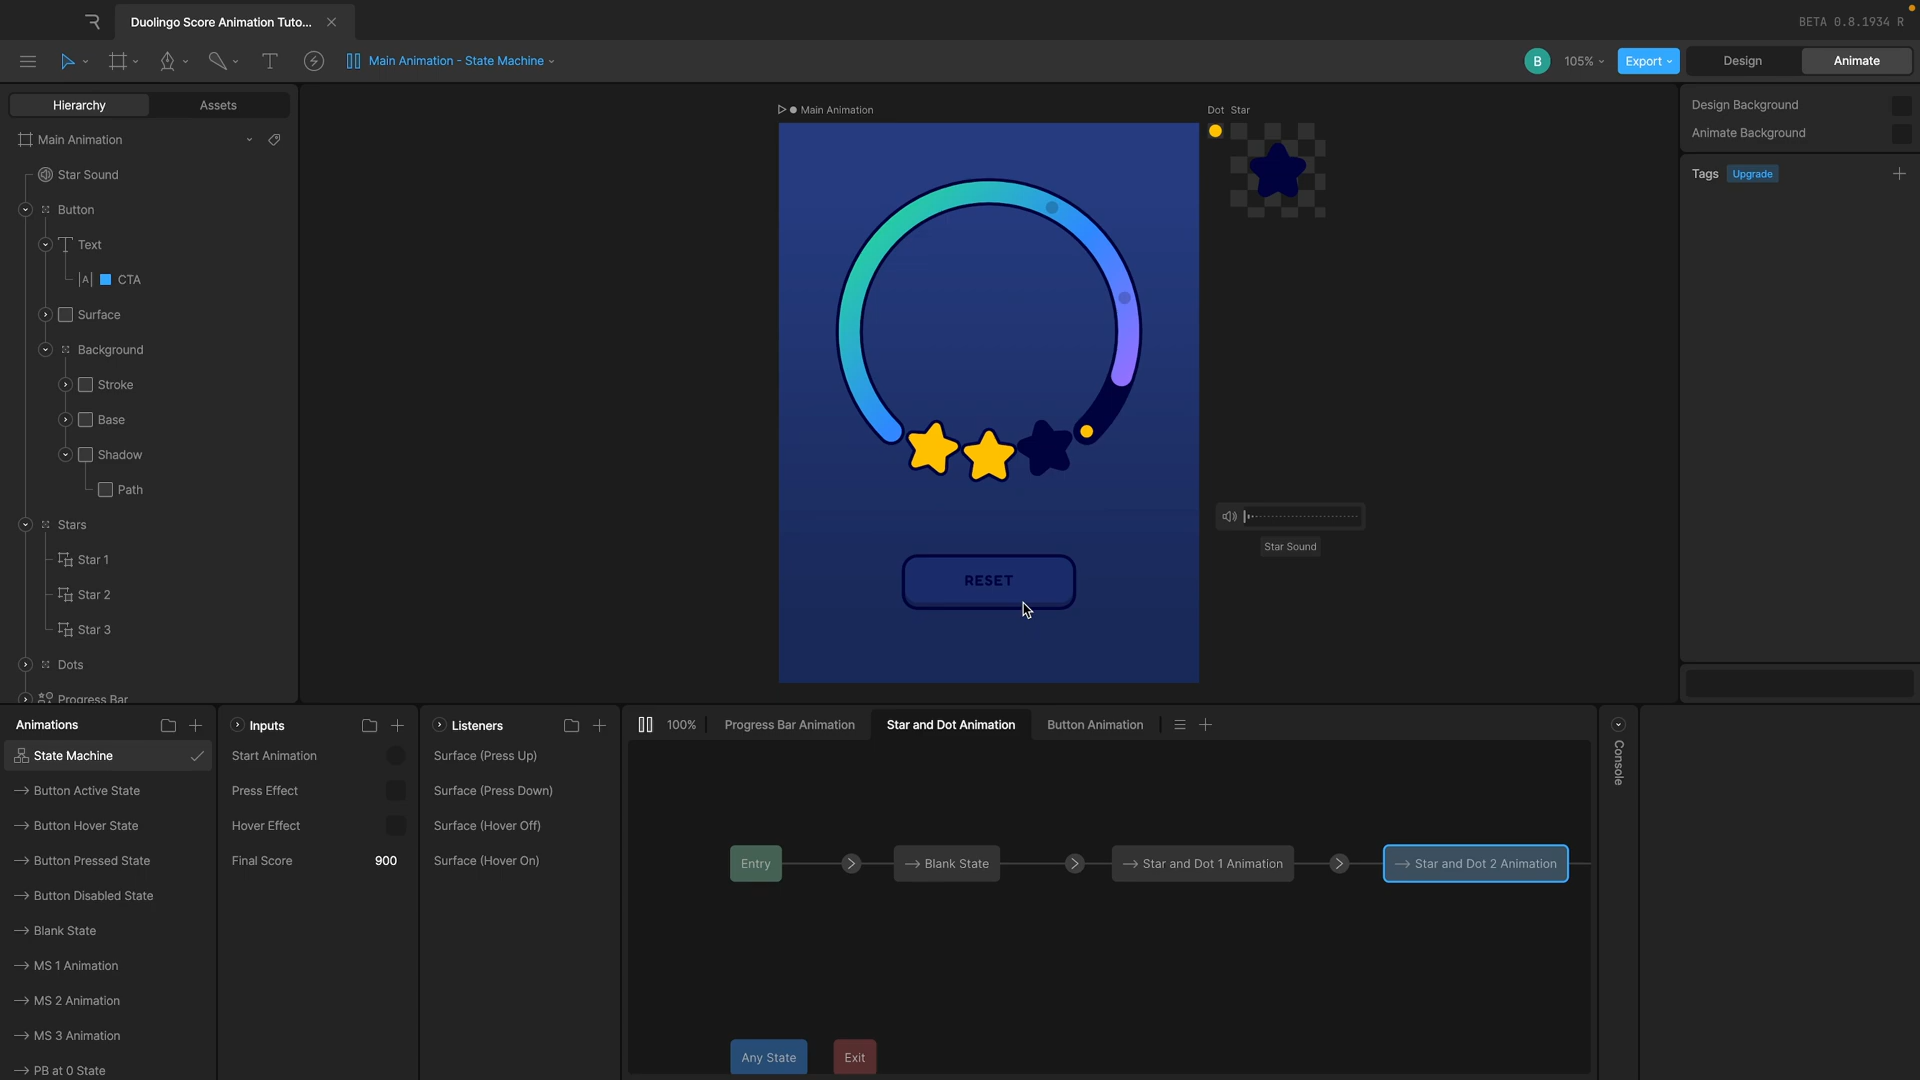 Duolingo Score Animation Tuto...
BETA 0.8.1934 R
Main Animation - State Machine
B
105%
Export
Design
Animate
Hierarchy
Assets
Main Animation
Star Sound
Button
Text
CTA
Surface
Background
Stroke
Base
Shadow
Path
Stars
Star 1
Star 2
Star 3
Dots
Progress Bar
Main Animation
Dot Star
RESET
Star Sound
Design Background
Animate Background
Tags Upgrade
Animations
State Machine
Button Active State
Button Hover State
Button Pressed State
Button Disabled State
Blank State
MS 1 Animation
MS 2 Animation
MS 3 Animation
PB at 0 State
Inputs
Start Animation
Press Effect
Hover Effect
Final Score 900
Listeners
Surface (Press Up)
Surface (Press Down)
Surface (Hover Off)
Surface (Hover On)
100%
Progress Bar Animation
Star and Dot Animation
Button Animation
Entry
Blank State
Star and Dot 1 Animation
Star and Dot 2 Animation
Any State
Exit
Console